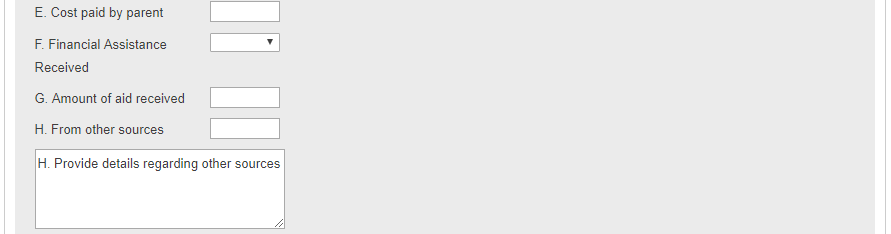 E. Cost paid by parent
F. Financial Assistance
Received
G. Amount of aid received
H. From other sources
H. Provide details regarding other sources